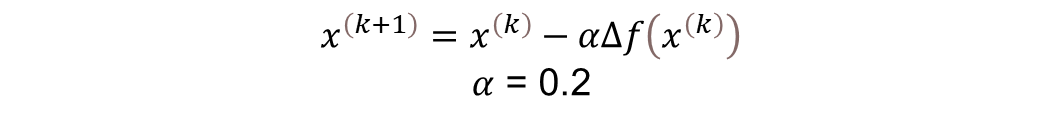 x^{(k+1)} = x^{(k)} − αΔf(x^{(k)})
α = 0.2